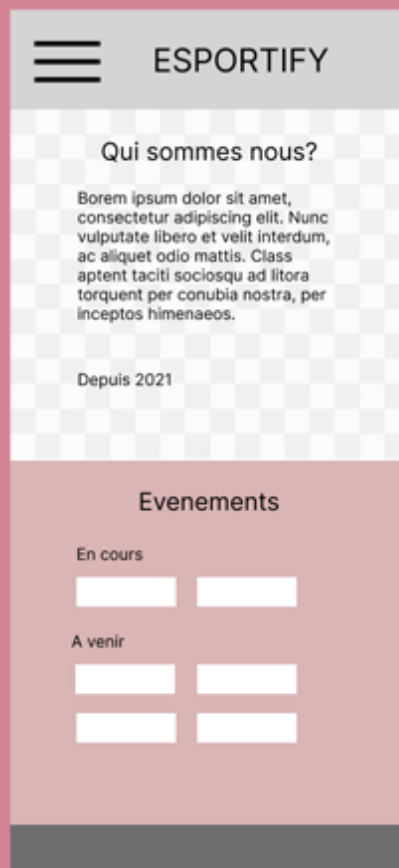 ESPORTIFY
Qui sommes nous?
Borem ipsum dolor sit amet,
consectetur adipiscing elit. Nunc
vulputate libero et velit interdum,
ac aliquet odio mattis. Class
aptent taciti sociosqu ad litora
torquent per conubia nostra, per
inceptos himenaeos.
Depuis 2021
Evenements
En cours
A venir